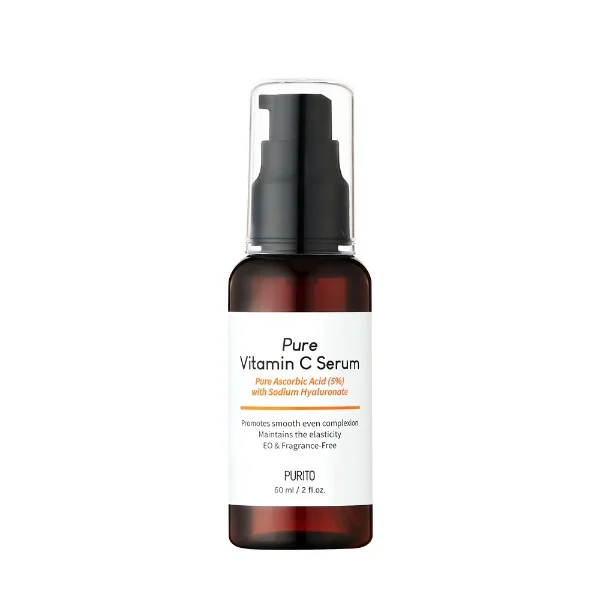 Pure
Vitamin C Serum
Pure Ascorbic Acid (5%)
with Sodium Hyaluronate
Promotes smooth even complexion
Maintains the elasticity
EO & Fragrance-Free
PURITO
60 ml / 2 fl.oz.